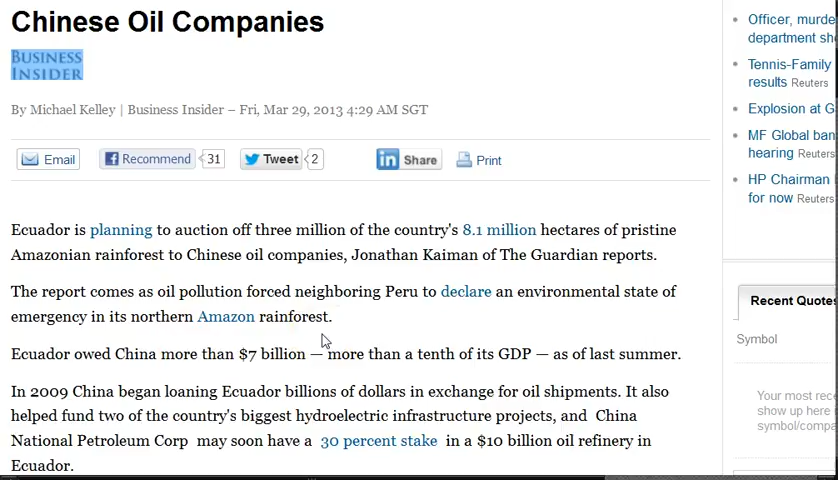 Chinese Oil Companies
BUSINESS
INSIDER
By Michael Kelley | Business Insider – Fri, Mar 29, 2013 4:29 AM SGT
Email
Recommend 31
Tweet 2
Share
Print
Ecuador is planning to auction off three million of the country's 8.1 million hectares of pristine
Amazonian rainforest to Chinese oil companies, Jonathan Kaiman of The Guardian reports.
The report comes as oil pollution forced neighboring Peru to declare an environmental state of
emergency in its northern Amazon rainforest.
Ecuador owed China more than $7 billion — more than a tenth of its GDP — as of last summer.
In 2009 China began loaning Ecuador billions of dollars in exchange for oil shipments. It also
helped fund two of the country's biggest hydroelectric infrastructure projects, and China
National Petroleum Corp may soon have a 30 percent stake in a $10 billion oil refinery in
Ecuador.
Officer, murde
department sho
Tennis-Family
results Reuters
Explosion at G
MF Global ban
hearing Reuters
HP Chairman
for now Reuters
Recent Quotes
Symbol
Your most rece
show up here
symbol/compa